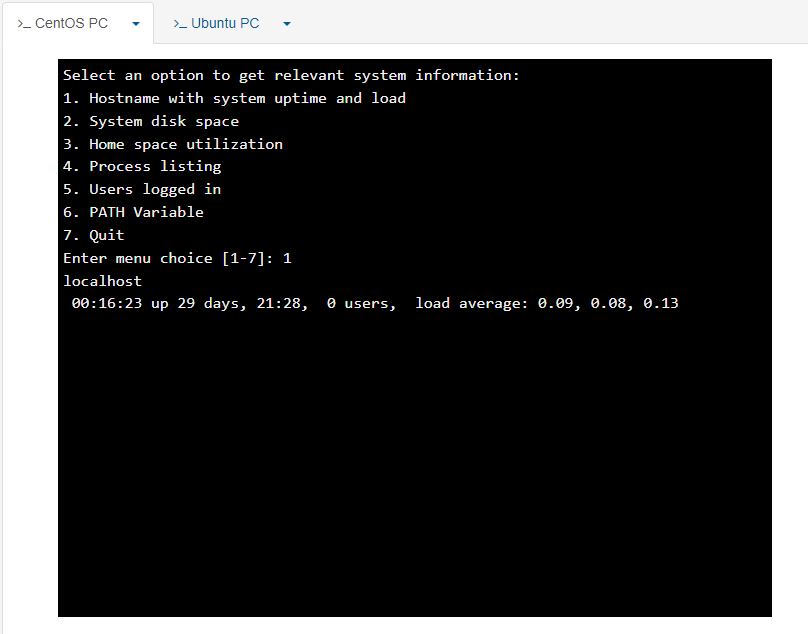 >_ CentOS PC
>_ Ubuntu PC
Select an option to get relevant system information:
1. Hostname with system uptime and load
2. System disk space
3. Home space utilization
4. Process listing
5. Users logged in
6. PATH Variable
7. Quit
Enter menu choice [1-7]: 1
localhost
 00:16:23 up 29 days, 21:28,  0 users,  load average: 0.09, 0.08, 0.13